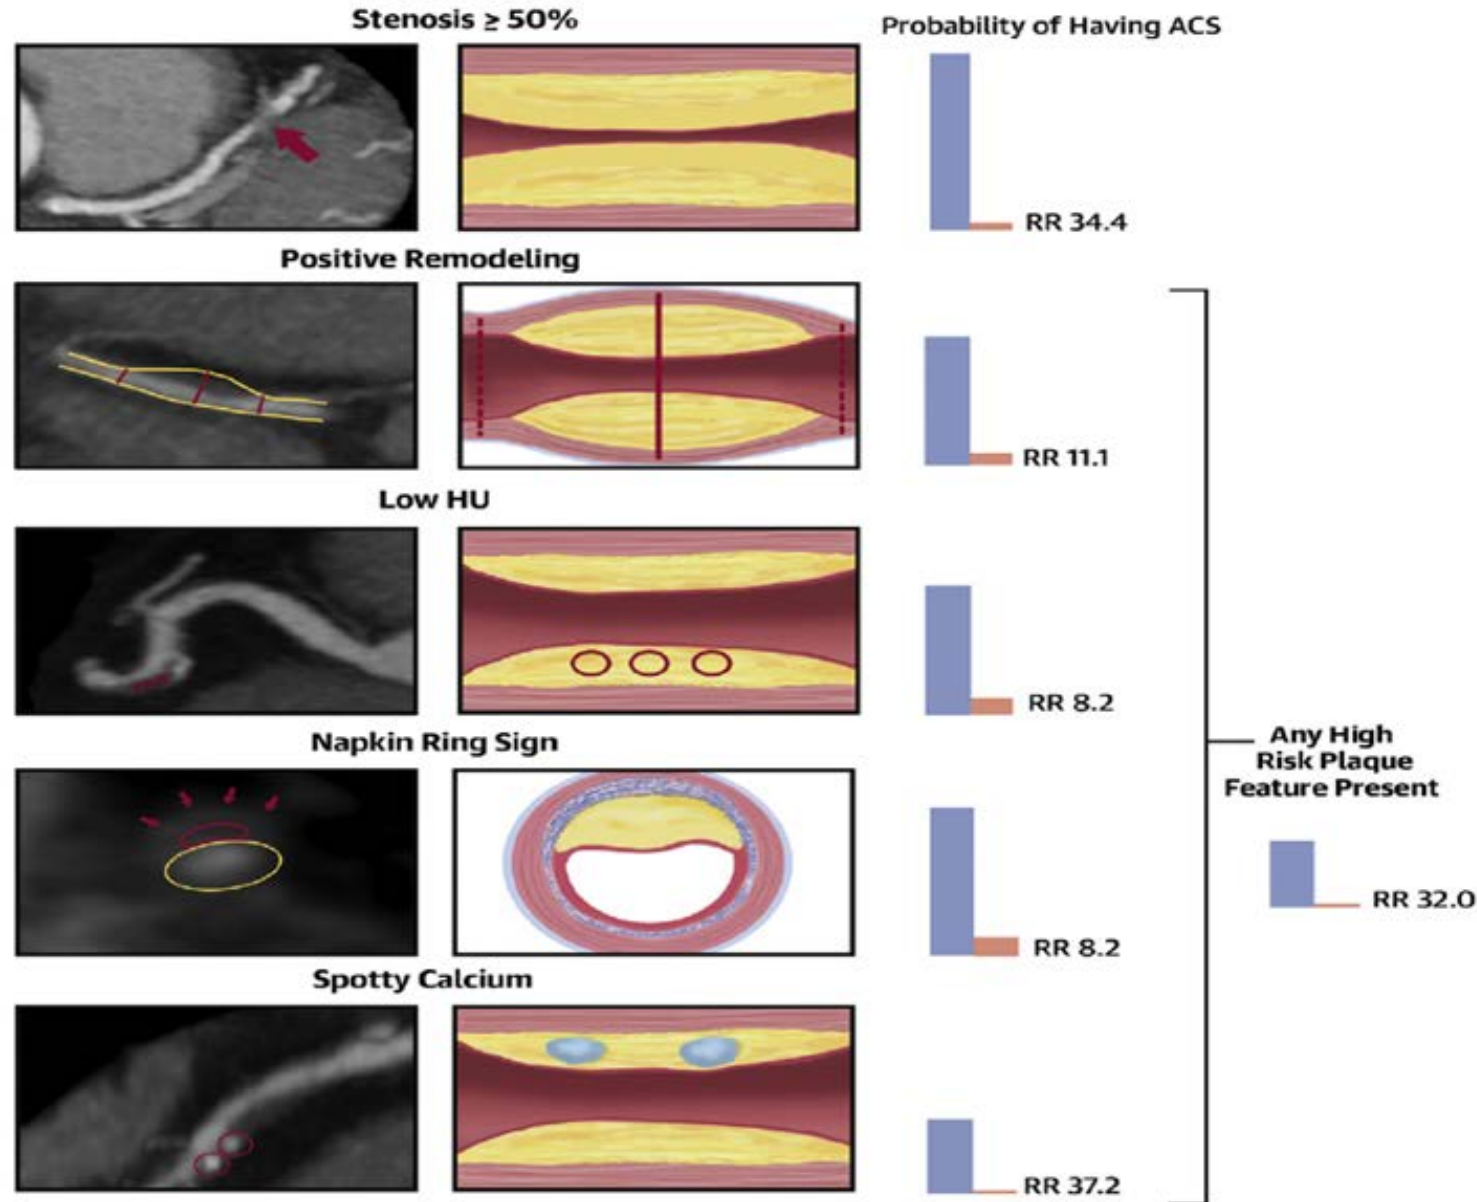 Stenosis ≥ 50%
Probability of Having ACS
RR 34.4
Positive Remodeling
RR 11.1
Low HU
RR 8.2
Napkin Ring Sign
RR 8.2
Spotty Calcium
RR 37.2
Any High
Risk Plaque
Feature Present
RR 32.0